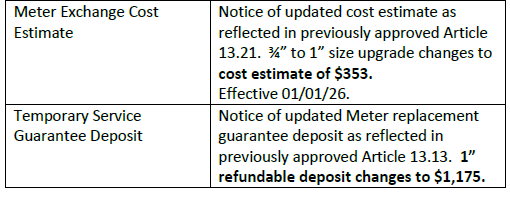 Meter Exchange Cost
Estimate
Notice of updated cost estimate as
reflected in previously approved Article
13.21.  ¾” to 1” size upgrade changes to
cost estimate of $353.
Effective 01/01/26.
Temporary Service
Guarantee Deposit
Notice of updated Meter replacement
guarantee deposit as reflected in
previously approved Article 13.13.  1”
refundable deposit changes to $1,175.